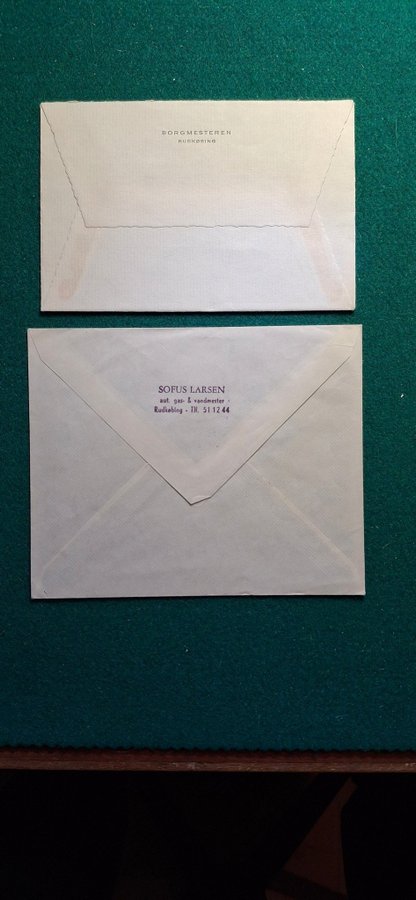 BORGMESTEREN
RUDKØBING
SOFUS LARSEN
aut. gas- & vandmester -
Rudkøbing - Tlf. 51 12 44